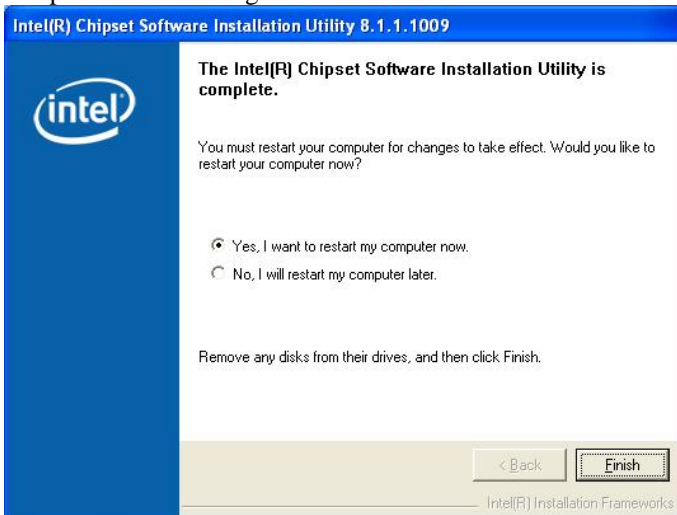 Intel(R) Chipset Software Installation Utility 8.1.1.1009
intel
The Intel(R) Chipset Software Installation Utility is
complete.
You must restart your computer for changes to take effect. Would you like to
restart your computer now?
Yes, I want to restart my computer now.
No, I will restart my computer later.
Remove any disks from their drives, and then click Finish.
< Back
Finish
Intel(R) Installation Frameworks